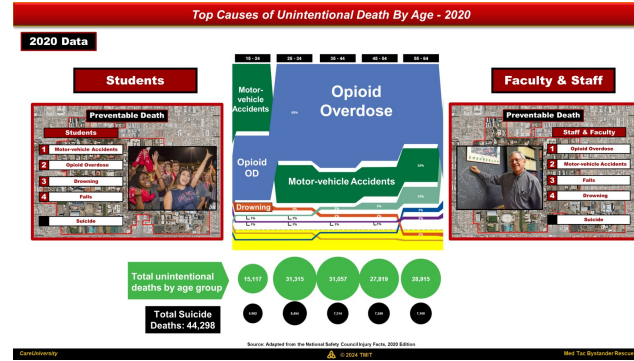 Top Causes of Unintentional Death By Age - 2020
2020 Data
Students
Preventable Death
Students
1 Motor-vehicle Accidents
2 Opioid Overdose
3 Drowning
4 Falls
Suicide
15 - 24
25 - 34
35 - 44
45 - 54
55 - 64
Motor-vehicle Accidents
Opioid OD
Drowning
Opioid Overdose
Motor-vehicle Accidents
Faculty & Staff
Preventable Death
Staff & Faculty
1 Opioid Overdose
2 Motor-vehicle Accidents
3 Falls
4 Drowning
Suicide
Total unintentional
deaths by age group
15,117
31,315
31,057
27,819
28,915
Total Suicide
Deaths: 44,298
Source: Adapted from the National Safety Council Injury Facts, 2020 Edition
CareUniversity
© 2024 TMIT
Med Tac Bystander Rescue